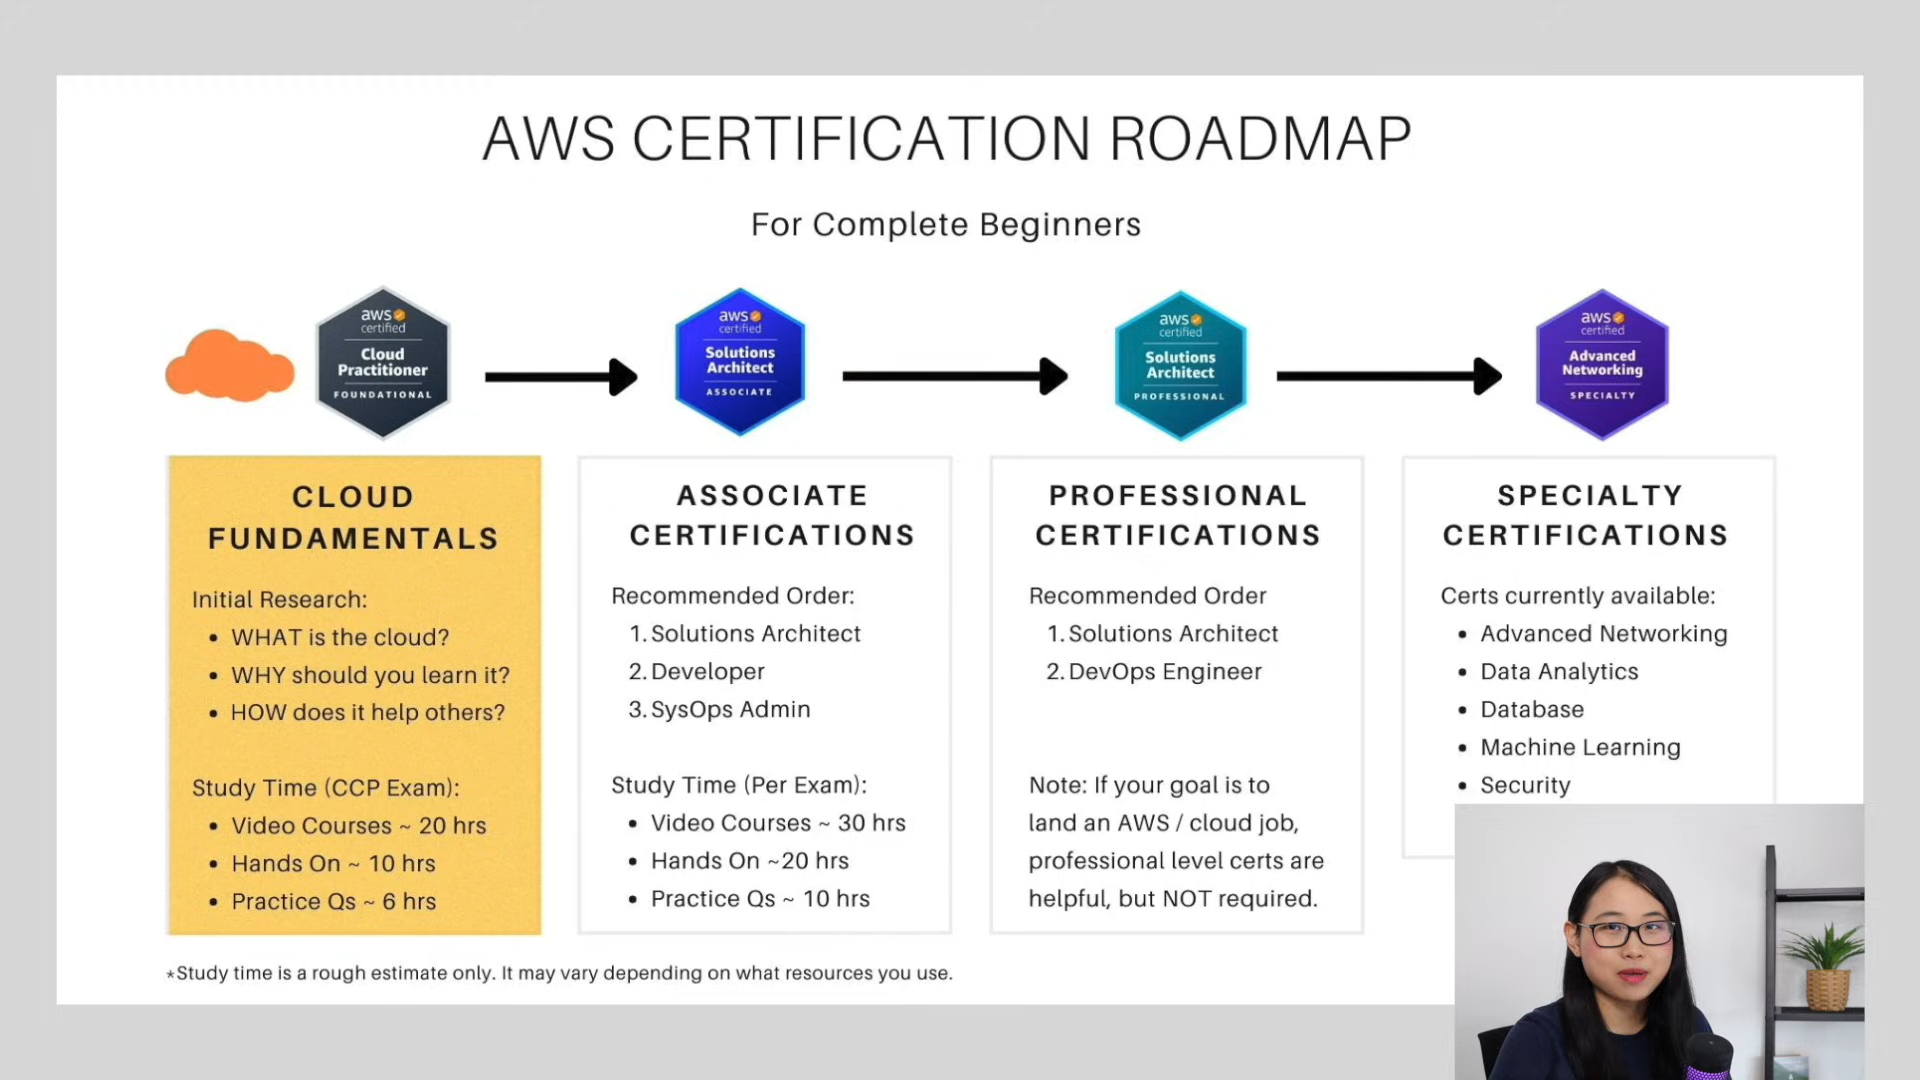 AWS CERTIFICATION ROADMAP
For Complete Beginners
aws
certified
Cloud
Practitioner
FOUNDATIONAL
aws
certified
Solutions
Architect
ASSOCIATE
aws
certified
Solutions
Architect
PROFESSIONAL
aws
certified
Advanced
Networking
SPECIALTY
CLOUD
FUNDAMENTALS
Initial Research:
• WHAT is the cloud?
• WHY should you learn it?
• HOW does it help others?
Study Time (CCP Exam):
• Video Courses ~ 20 hrs
• Hands On ~ 10 hrs
• Practice Qs ~ 6 hrs
ASSOCIATE
CERTIFICATIONS
Recommended Order:
1. Solutions Architect
2. Developer
3. SysOps Admin
Study Time (Per Exam):
• Video Courses ~ 30 hrs
• Hands On ~20 hrs
• Practice Qs ~ 10 hrs
PROFESSIONAL
CERTIFICATIONS
Recommended Order
1. Solutions Architect
2. DevOps Engineer
Note: If your goal is to
land an AWS / cloud job,
professional level certs are
helpful, but NOT required.
SPECIALTY
CERTIFICATIONS
Certs currently available:
• Advanced Networking
• Data Analytics
• Database
• Machine Learning
• Security
*Study time is a rough estimate only. It may vary depending on what resources you use.